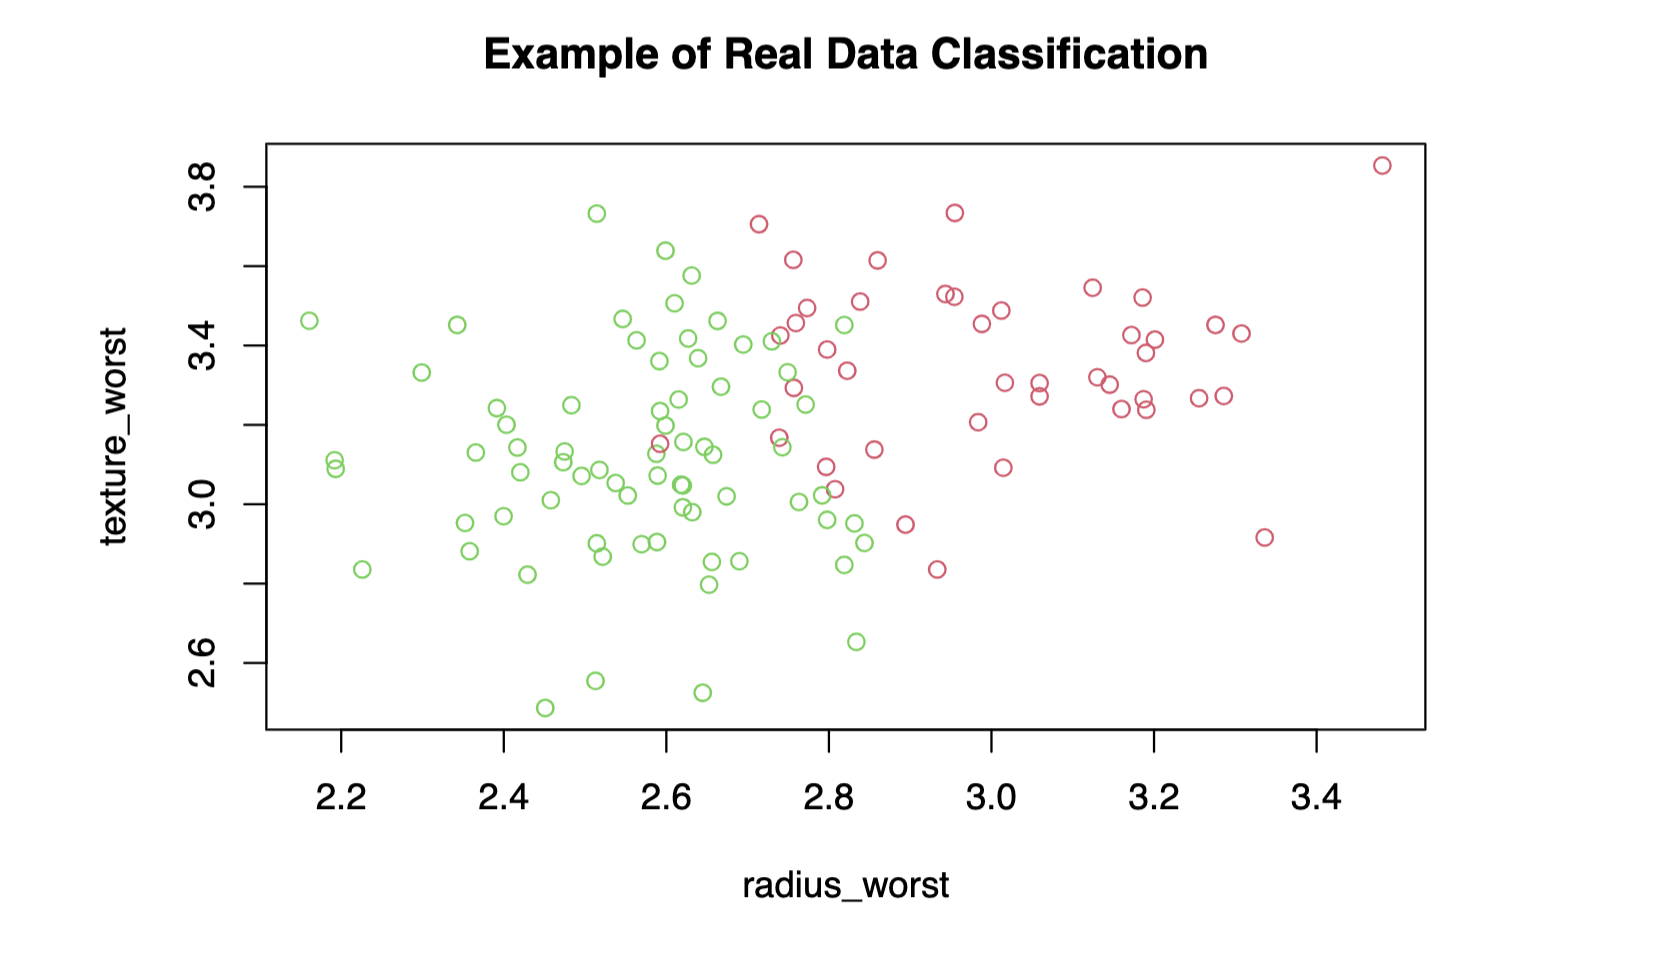 Example of Real Data Classification
3.8
3.4
3.0
2.6
texture_worst
2.2 2.4 2.6 2.8 3.0 3.2 3.4
radius_worst